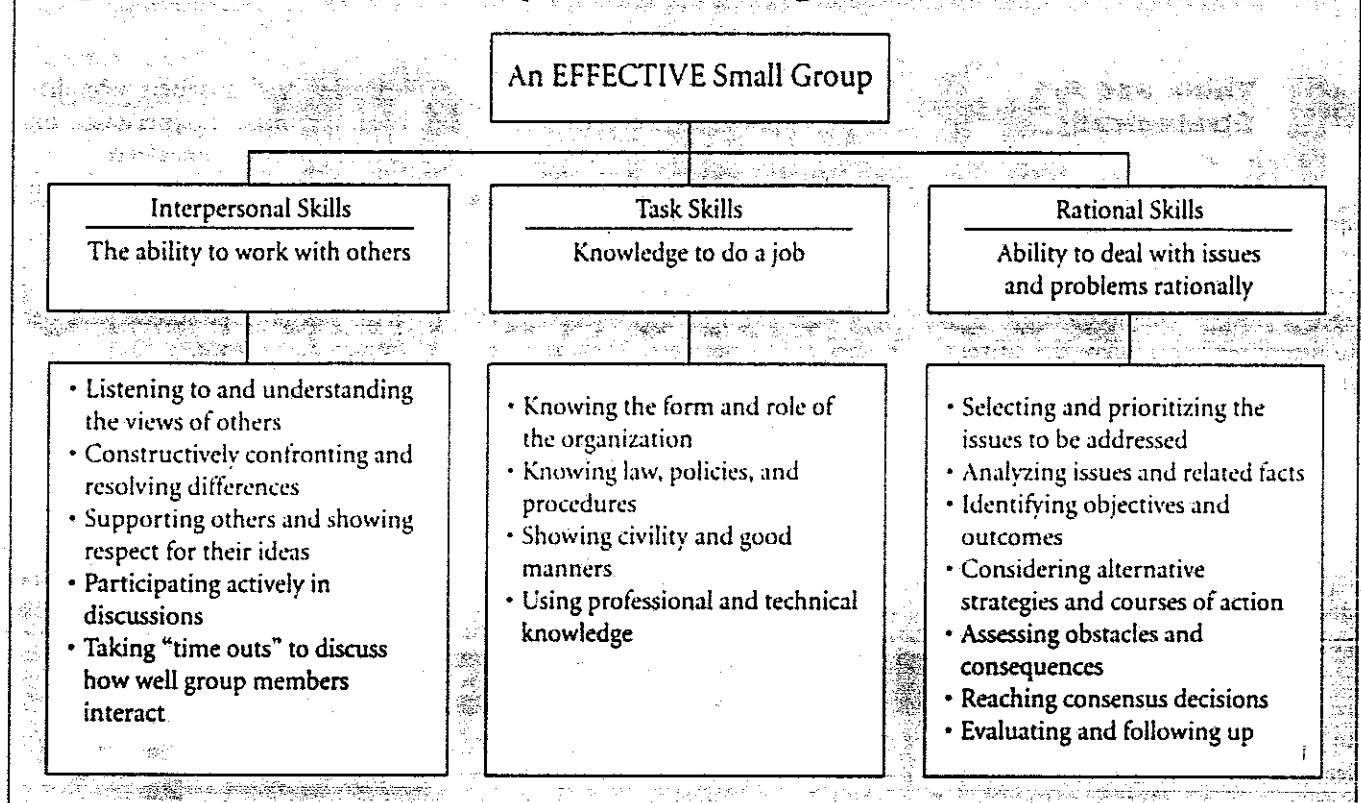 An EFFECTIVE Small Group
Interpersonal Skills
The ability to work with others
Task Skills
Knowledge to do a job
Rational Skills
Ability to deal with issues
and problems rationally
• Listening to and understanding
the views of others
• Constructively confronting and
resolving differences
• Supporting others and showing
respect for their ideas
• Participating actively in
discussions
• Taking “time outs” to discuss
how well group members
interact
• Knowing the form and role of
the organization
• Knowing law, policies, and
procedures
• Showing civility and good
manners
• Using professional and technical
knowledge
• Selecting and prioritizing the
issues to be addressed
• Analyzing issues and related facts
• Identifying objectives and
outcomes
• Considering alternative
strategies and courses of action
• Assessing obstacles and
consequences
• Reaching consensus decisions
• Evaluating and following up